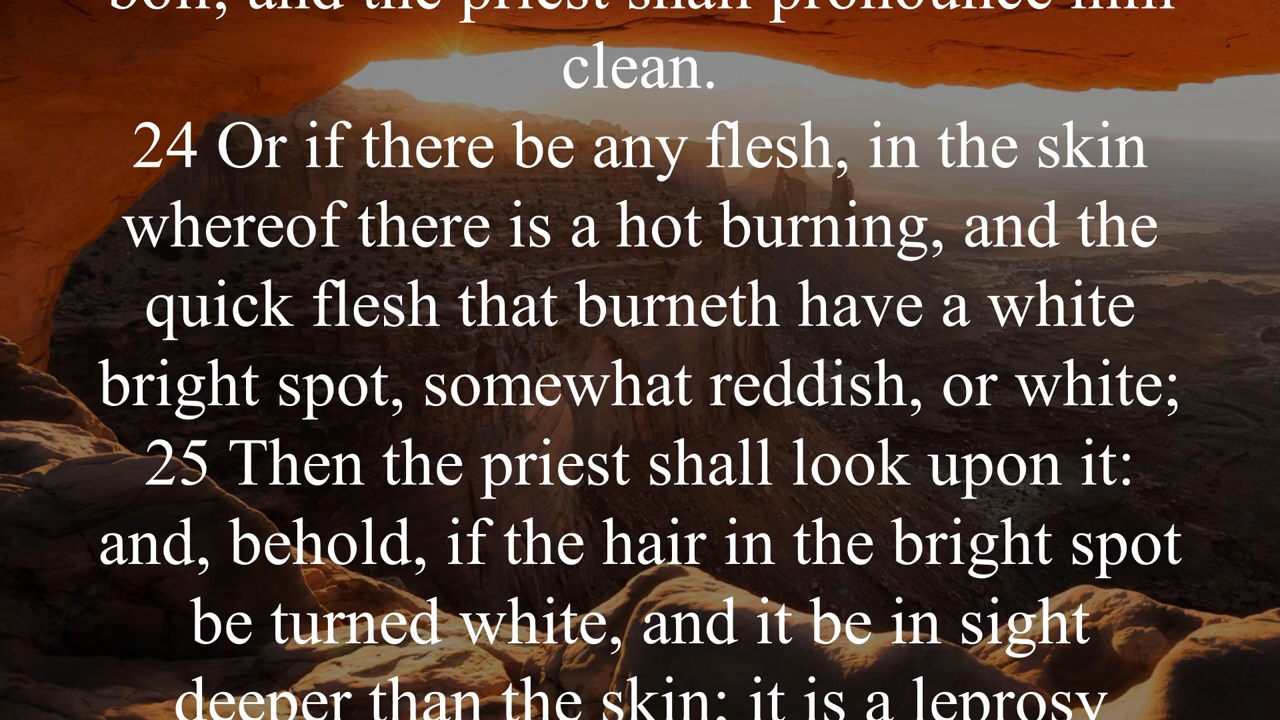 boil; and the priest shall pronounce him
clean.
24 Or if there be any flesh, in the skin
whereof there is a hot burning, and the
quick flesh that burneth have a white
bright spot, somewhat reddish, or white;
25 Then the priest shall look upon it:
and, behold, if the hair in the bright spot
be turned white, and it be in sight
deeper than the skin; it is a leprosy